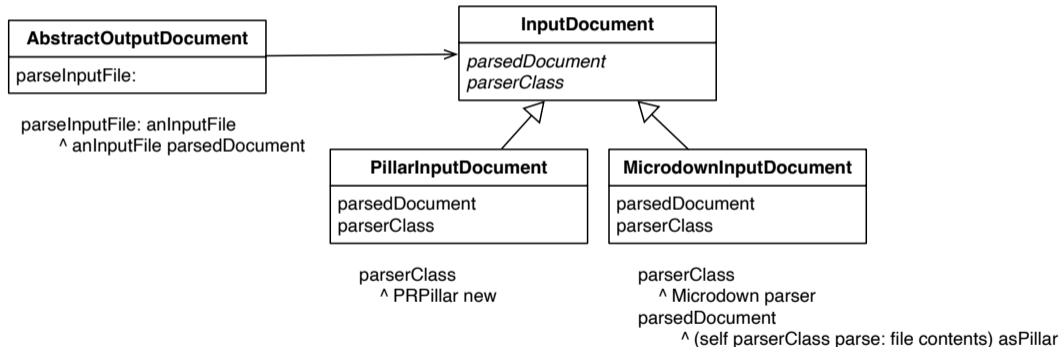 AbstractOutputDocument
parseInputFile:
parseInputFile: anInputFile
^ anInputFile parsedDocument
InputDocument
parsedDocument
parserClass
PillarInputDocument
parsedDocument
parserClass
parserClass
^ PRPillar new
MicrodownInputDocument
parsedDocument
parserClass
parserClass
^ Microdown parser
parsedDocument
^ (self parserClass parse: file contents) asPillar